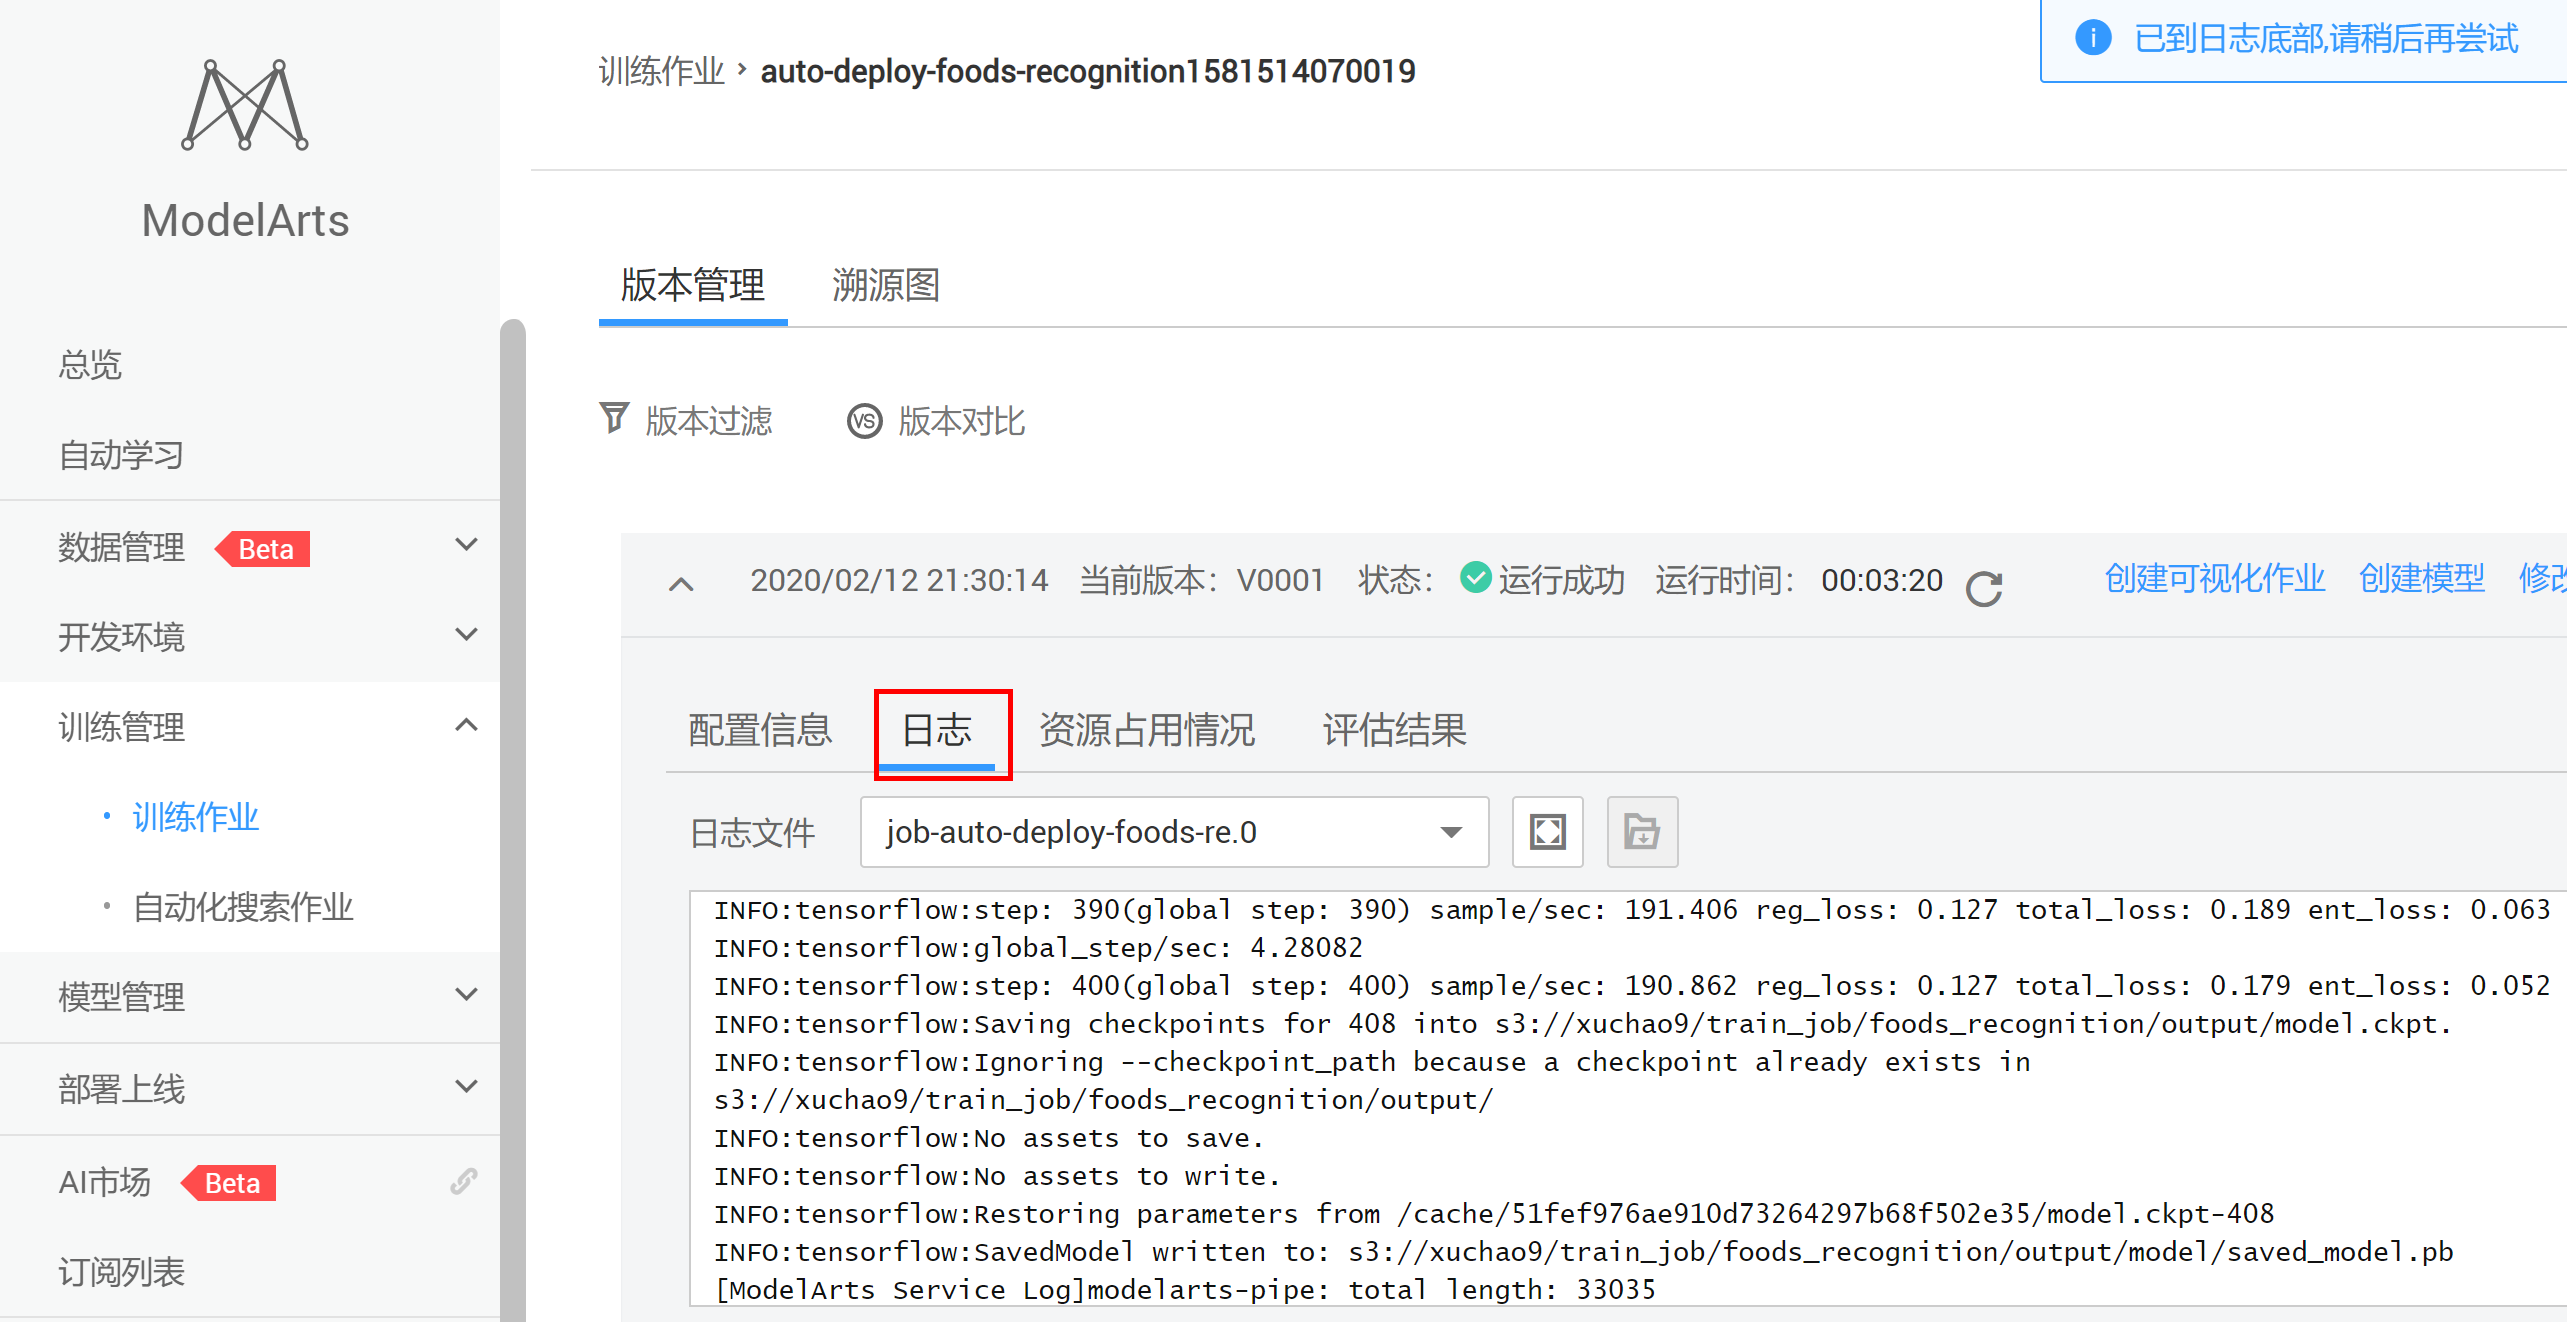 ModelArts
总览
自动学习
数据管理 Beta
开发环境
训练管理
· 训练作业
· 自动化搜索作业
模型管理
部署上线
AI市场 Beta
订阅列表
训练作业 > auto-deploy-foods-recognition1581514070019
已到日志底部,请稍后再尝试
版本管理 溯源图
版本过滤 VS 版本对比
2020/02/12 21:30:14 当前版本: V0001 状态: 运行成功 运行时间: 00:03:20 创建可视化作业 创建模型 修改
配置信息 日志 资源占用情况 评估结果
日志文件 job-auto-deploy-foods-re.0
INFO:tensorflow:step: 390(global step: 390) sample/sec: 191.406 reg_loss: 0.127 total_loss: 0.189 ent_loss: 0.063
INFO:tensorflow:global_step/sec: 4.28082
INFO:tensorflow:step: 400(global step: 400) sample/sec: 190.862 reg_loss: 0.127 total_loss: 0.179 ent_loss: 0.052
INFO:tensorflow:Saving checkpoints for 408 into s3://xuchao9/train_job/foods_recognition/output/model.ckpt.
INFO:tensorflow:Ignoring --checkpoint_path because a checkpoint already exists in
s3://xuchao9/train_job/foods_recognition/output/
INFO:tensorflow:No assets to save.
INFO:tensorflow:No assets to write.
INFO:tensorflow:Restoring parameters from /cache/51fef976ae910d73264297b68f502e35/model.ckpt-408
INFO:tensorflow:SavedModel written to: s3://xuchao9/train_job/foods_recognition/output/model/saved_model.pb
[ModelArts Service Log]modelarts-pipe: total length: 33035